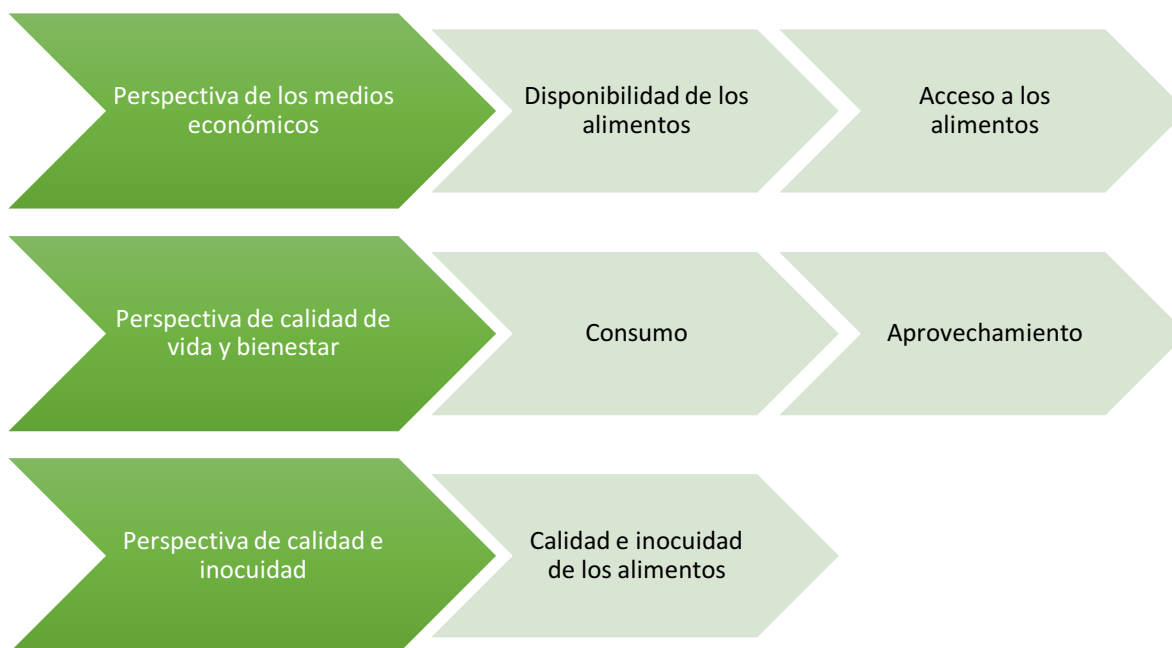 Perspectiva de los medios
económicos
Disponibilidad de los
alimentos
Acceso a los
alimentos
Perspectiva de calidad de
vida y bienestar
Consumo
Aprovechamiento
Perspectiva de calidad e
inocuidad
Calidad e inocuidad
de los alimentos